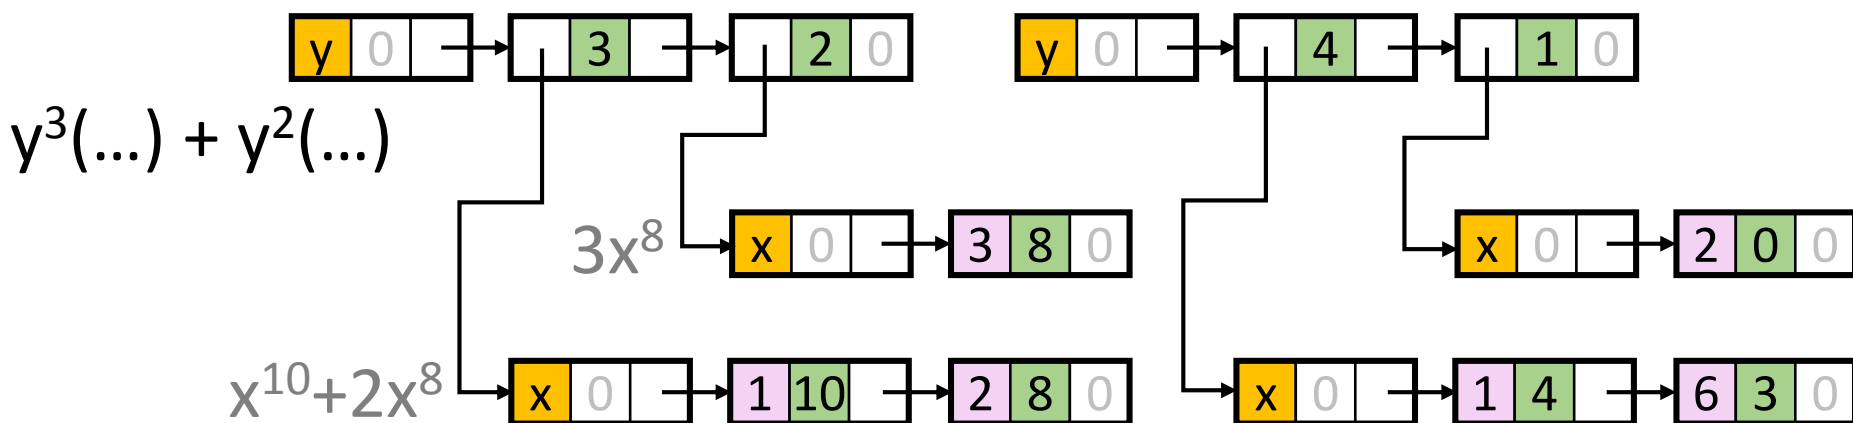 y 0 3 2 0 y 0 4 1 0
y³(...) + y²(...)
3x⁸ x 0 3 8 0 x 0 2 0 0
x¹⁰+2x⁸ x 0 1 10 2 8 0 x 0 1 4 6 3 0